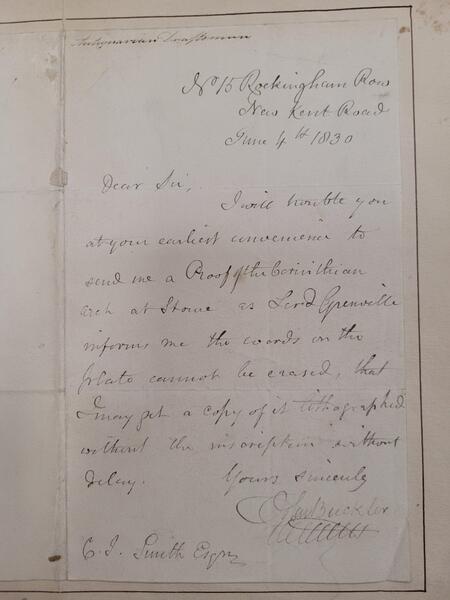 Antiquarian Draftsman
No 15 Rockingham Row
New Kent Road
June 4th 1830
Dear Sir,
I will trouble you
at your earliest convenience to
send me a Proof of the Corinthian
arch at Stowe as Lord Grenville
informs me the words on the
plate cannot be erased, that
I may get a copy of it lithographed
without the inscription without
delay.
Yours sincerely
Buckler
C. J. Smith Esqre